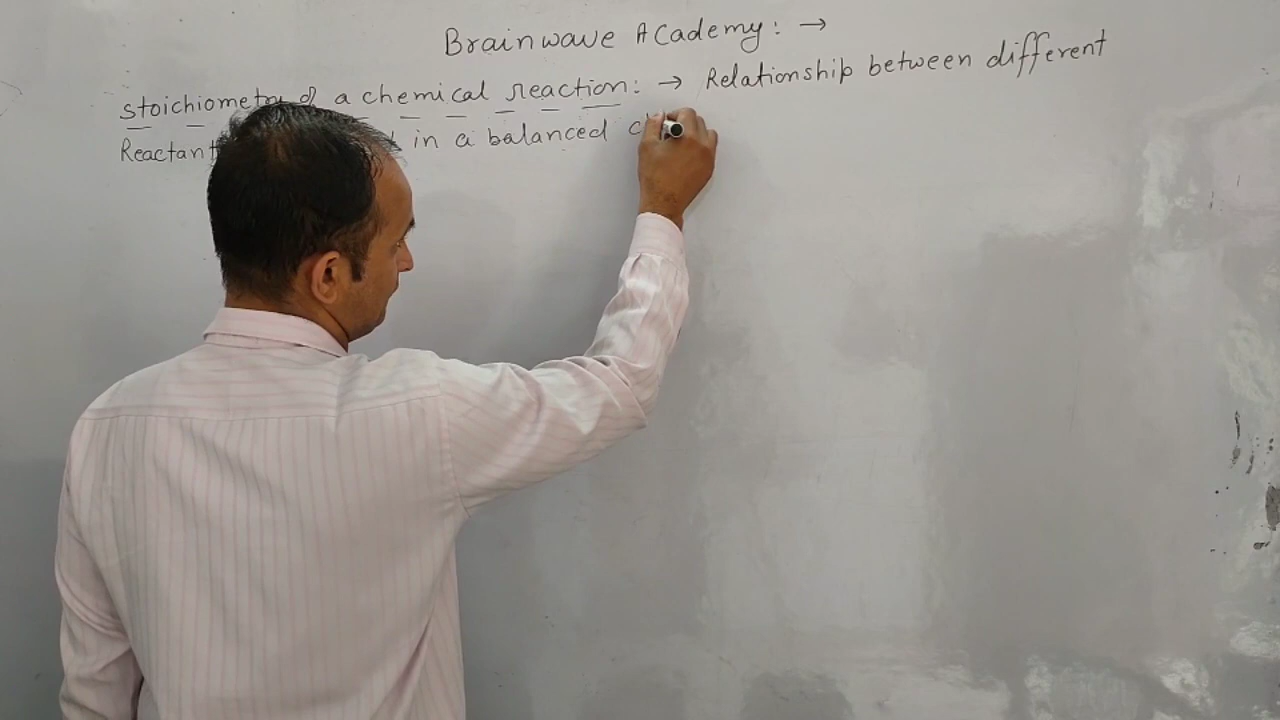 Brainwave Academy: →
stoichiometry of a chemical reaction: → Relationship between different
Reactant in a balanced